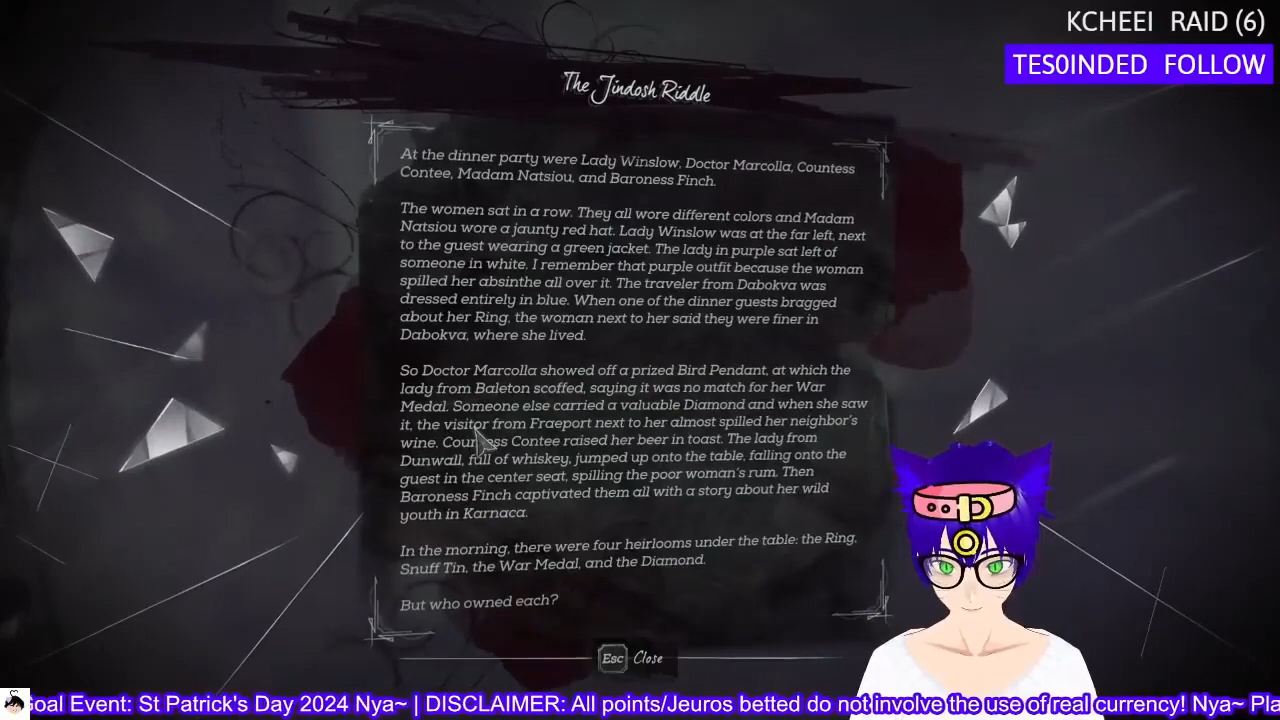 KCHEEI RAID (6)
TES0INDED FOLLOW
The Jindosh Riddle
At the dinner party were Lady Winslow, Doctor Marcolla, Countess
Contee, Madam Natsiou, and Baroness Finch.
The women sat in a row. They all wore different colors and Madam
Natsiou wore a jaunty red hat. Lady Winslow was at the far left, next
to the guest wearing a green jacket. The lady in purple sat left of
someone in white. I remember that purple outfit because the woman
spilled her absinthe all over it. The traveler from Dabokva was
dressed entirely in blue. When one of the dinner guests bragged
about her Ring, the woman next to her said they were finer in
Dabokva, where she lived.
So Doctor Marcolla showed off a prized Bird Pendant, at which the
lady from Baleton scoffed, saying it was no match for her War
Medal. Someone else carried a valuable Diamond and when she saw
it, the visitor from Fraeport next to her almost spilled her neighbor's
wine. Countess Contee raised her beer in toast. The lady from
Dunwall, full of whiskey, jumped up onto the table, falling onto the
guest in the center seat, spilling the poor woman's rum. Then
Baroness Finch captivated them all with a story about her wild
youth in Karnaca.
In the morning, there were four heirlooms under the table: the Ring,
Snuff Tin, the War Medal, and the Diamond.
But who owned each?
Esc Close
Goal Event: St Patrick's Day 2024 Nya~ | DISCLAIMER: All points/Jeuros betted do not involve the use of real currency! Nya~ Pla